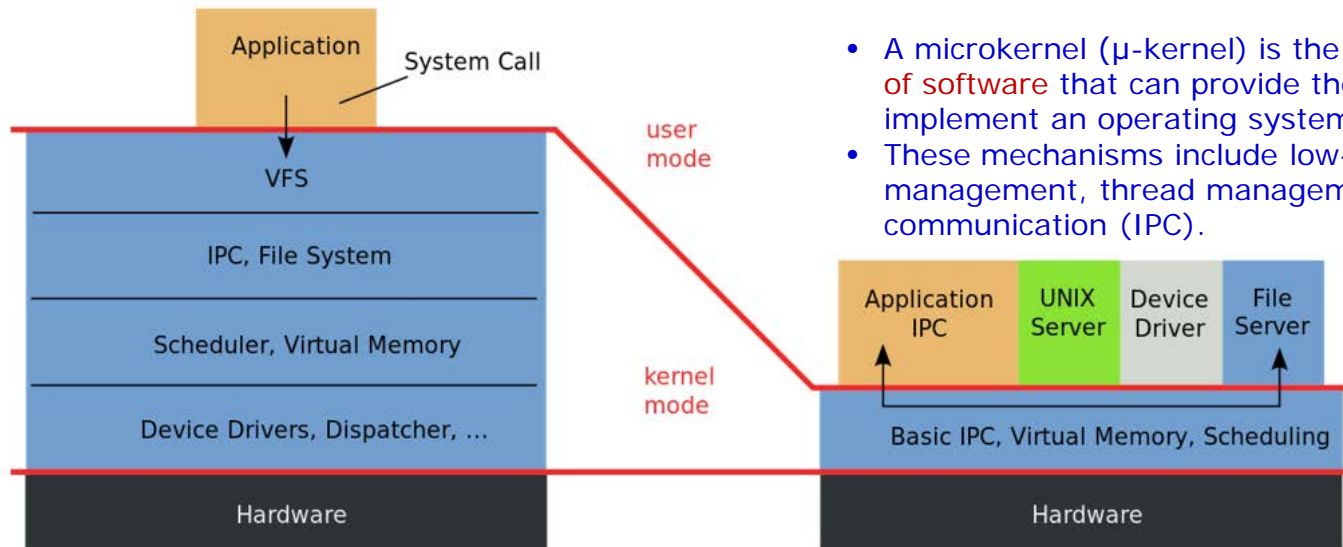 Application
System Call
VFS
IPC, File System
Scheduler, Virtual Memory
Device Drivers, Dispatcher, ...
Hardware
user
mode
kernel
mode
• A microkernel (μ-kernel) is the
of software that can provide the
implement an operating system
• These mechanisms include low-
management, thread managem
communication (IPC).
Application
IPC
UNIX
Server
Device
Driver
File
Server
Basic IPC, Virtual Memory, Scheduling
Hardware